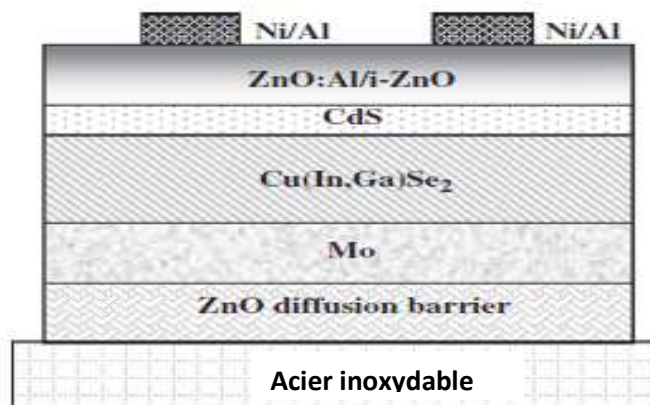 Ni/Al Ni/Al
ZnO:Al/i-ZnO
CdS
Cu(In,Ga)Se₂
Mo
ZnO diffusion barrier
Acier inoxydable